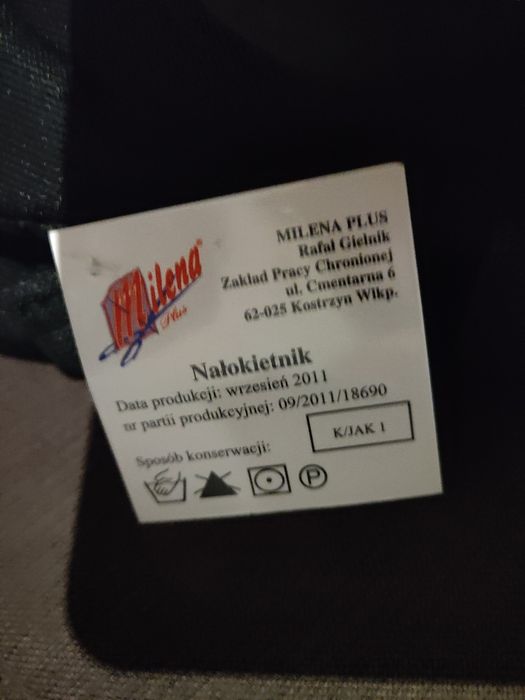 Milena®
Plus
MILENA PLUS
Rafał Gielnik
Zakład Pracy Chronionej
ul. Cmentarna 6
62-025 Kostrzyn Wlkp.
Nałokietnik
Data produkcji: wrzesień 2011
nr partii produkcyjnej: 09/2011/18690
K/JAK 1
Sposób konserwacji:
P